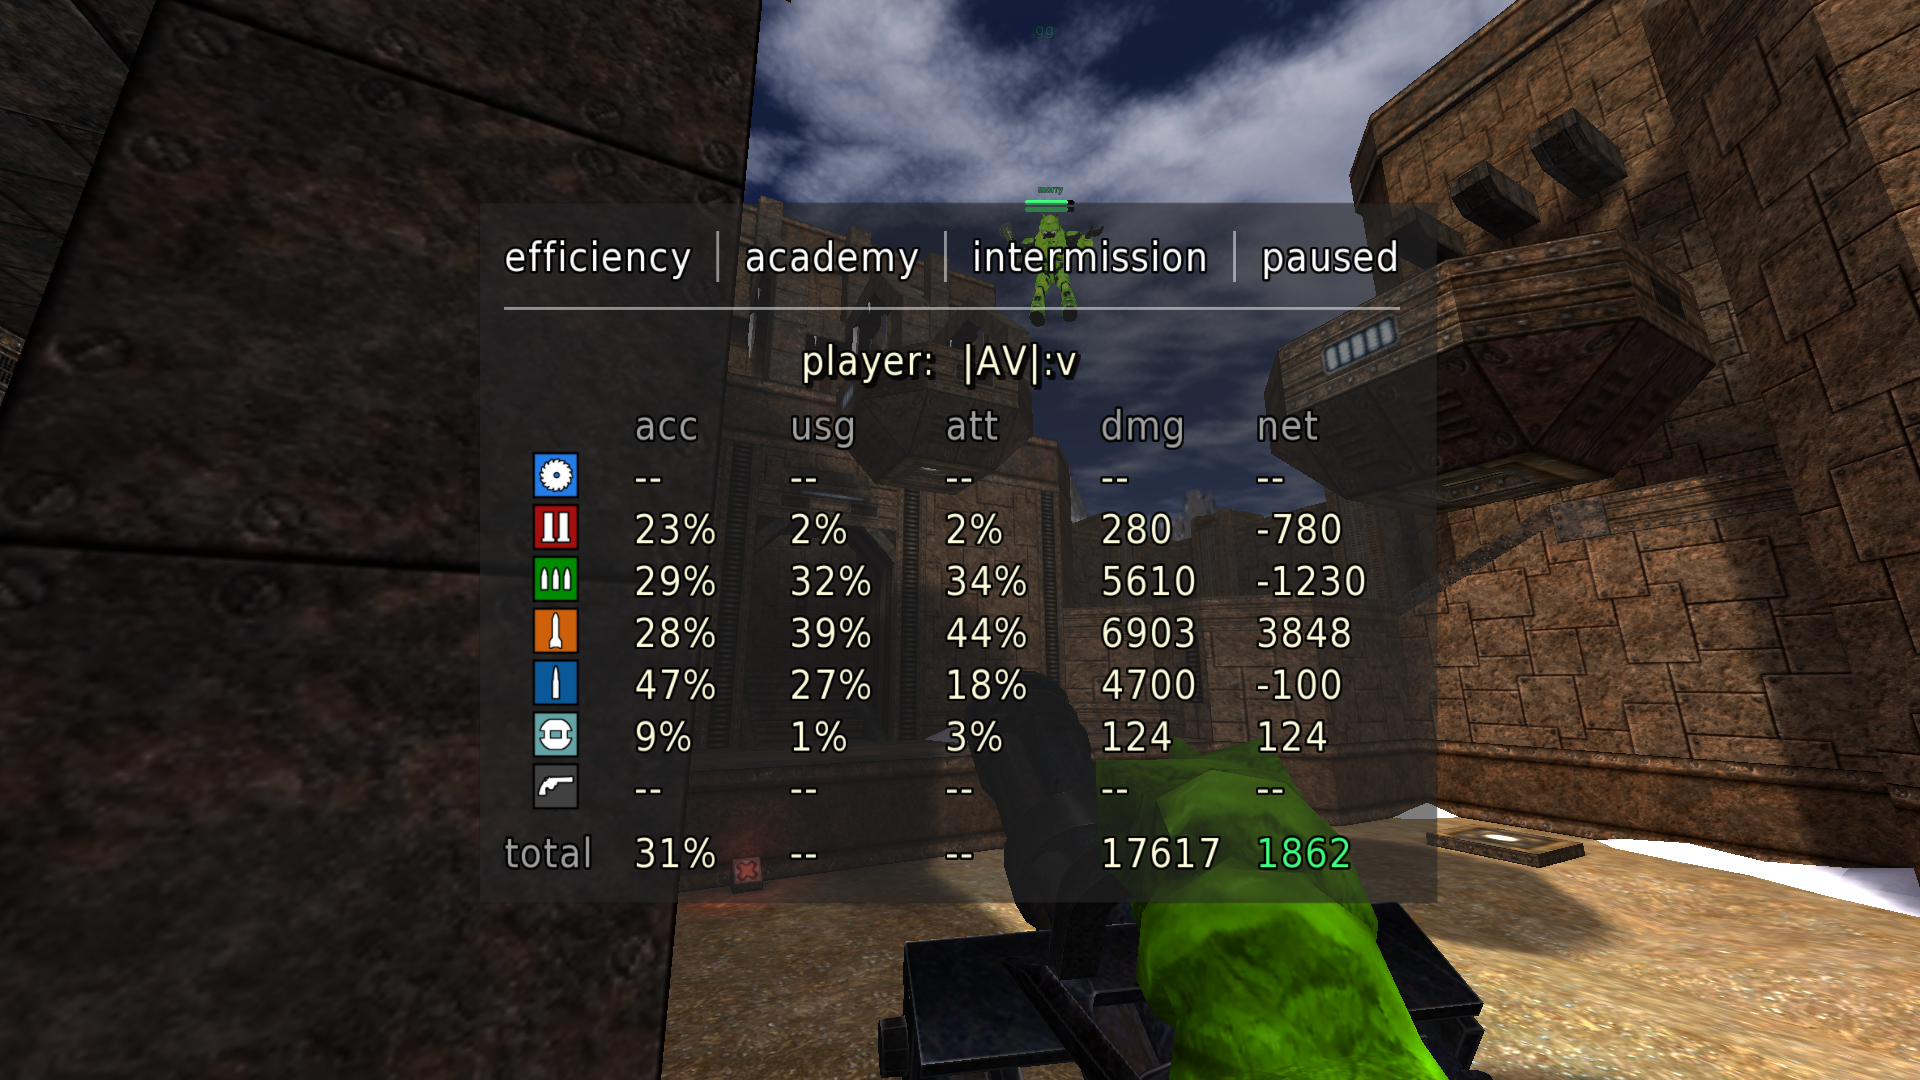 gg
efficiency | academy | intermission | paused
player: |AV|:v
acc usg att dmg net
-- -- -- -- --
23% 2% 2% 280 -780
29% 32% 34% 5610 -1230
28% 39% 44% 6903 3848
47% 27% 18% 4700 -100
9% 1% 3% 124 124
-- -- -- -- --
total 31% -- -- 17617 1862